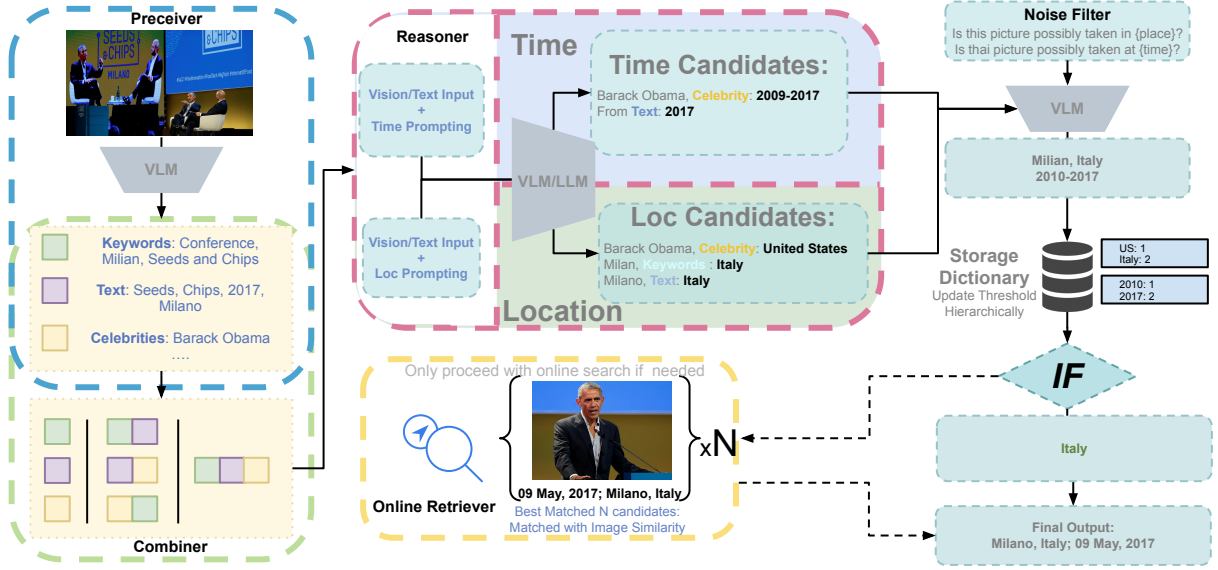 Preceiver
SEEDS
&CHIPS
MILANO
&CHIPS
VLM
Keywords: Conference,
Milian, Seeds and Chips
Text: Seeds, Chips, 2017,
Milano
Celebrities: Barack Obama
….
Combiner
Reasoner
Vision/Text Input
+
Time Prompting
Vision/Text Input
+
Loc Prompting
VLM/LLM
Time
Time Candidates:
Barack Obama, Celebrity: 2009-2017
From Text: 2017
Loc Candidates:
Barack Obama, Celebrity: United States
Milan, Keywords : Italy
Milano, Text: Italy
Location
Only proceed with online search if needed
Online Retriever
09 May, 2017; Milano, Italy
Best Matched N candidates:
Matched with Image Similarity
xN
Noise Filter
Is this picture possibly taken in {place}?
Is thai picture possibly taken at {time}?
VLM
Milian, Italy
2010-2017
Storage
Dictionary
Update Threshold
Hierarchically
US: 1
Italy: 2
2010: 1
2017: 2
IF
Italy
Final Output:
Milano, Italy; 09 May, 2017